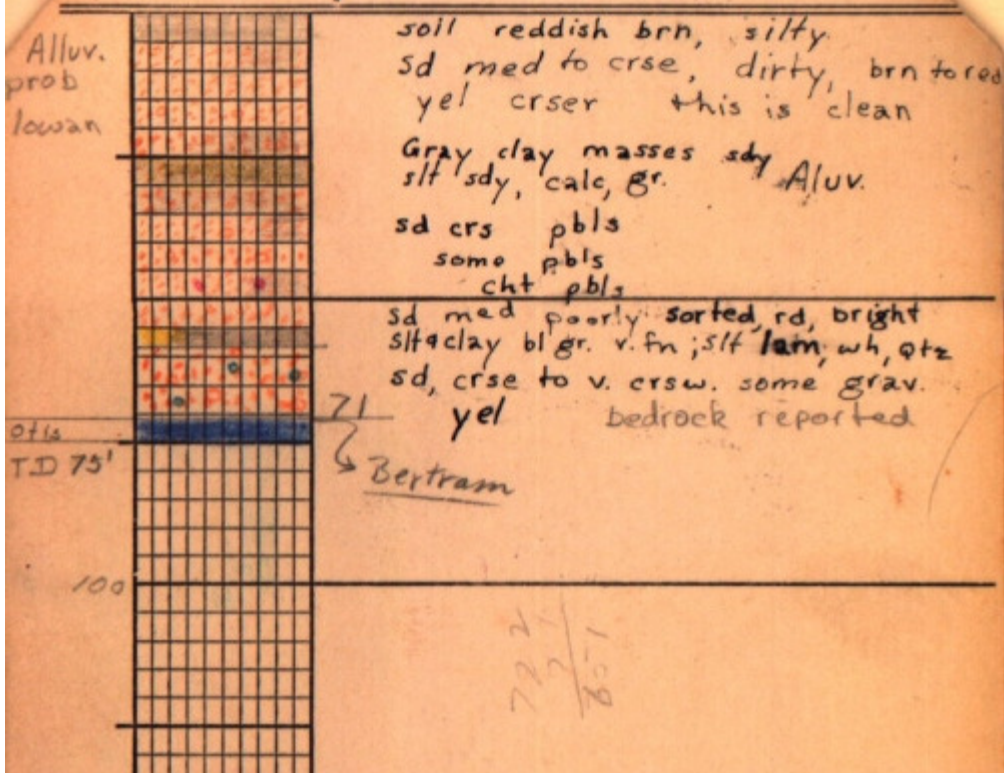 Alluv.
prob
Iowan
soil reddish brn, silty
sd med to crse, dirty, brn to red
yel crser this is clean
Gray clay masses sdy
slt sdy, calc, gr. Aluv.
sd crs pbls
some pbls
cht pbls
sd med poorly sorted, rd, bright
slt & clay bl gr. v. fn; slt lam, wh, qtz
sd, crse to v. crsw. some grav.
71
yel bedrock reported
Otis
T.D 75'
Bertram
100
722
71
651